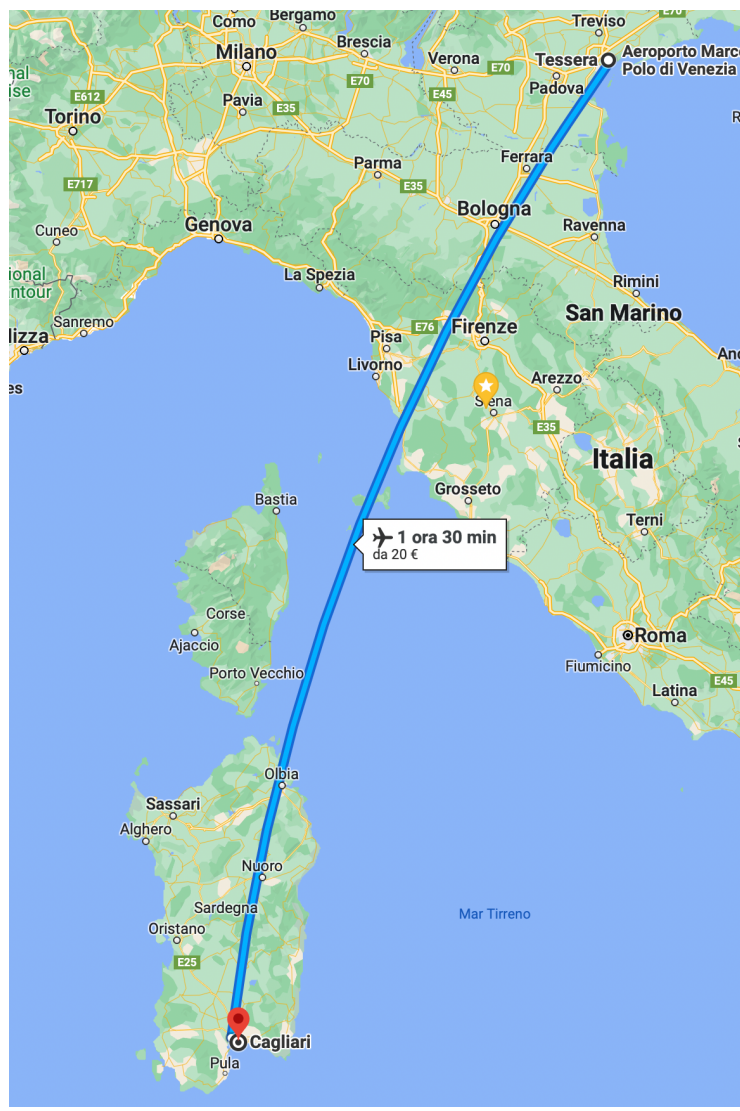 E70
Bergamo
Como
Treviso
Brescia
Milano
Verona
Tessera
Aeroporto Marco
Polo di Venezia
E70
E70
Padova
E612
E45
Pavia
E35
Torino
Ferrara
Parma
E717
E35
Bologna
Genova
Ravenna
Cuneo
La Spezia
Rimini
San Marino
Sanremo
E76
Firenze
Pisa
Livorno
Arezzo
Siena
E35
Italia
Grosseto
Bastia
Terni
1 ora 30 min
da 20 €
Corse
Roma
Ajaccio
Fiumicino
Porto Vecchio
E45
Latina
Olbia
Sassari
Alghero
Nuoro
Sardegna
Mar Tirreno
Oristano
E25
Cagliari
Pula